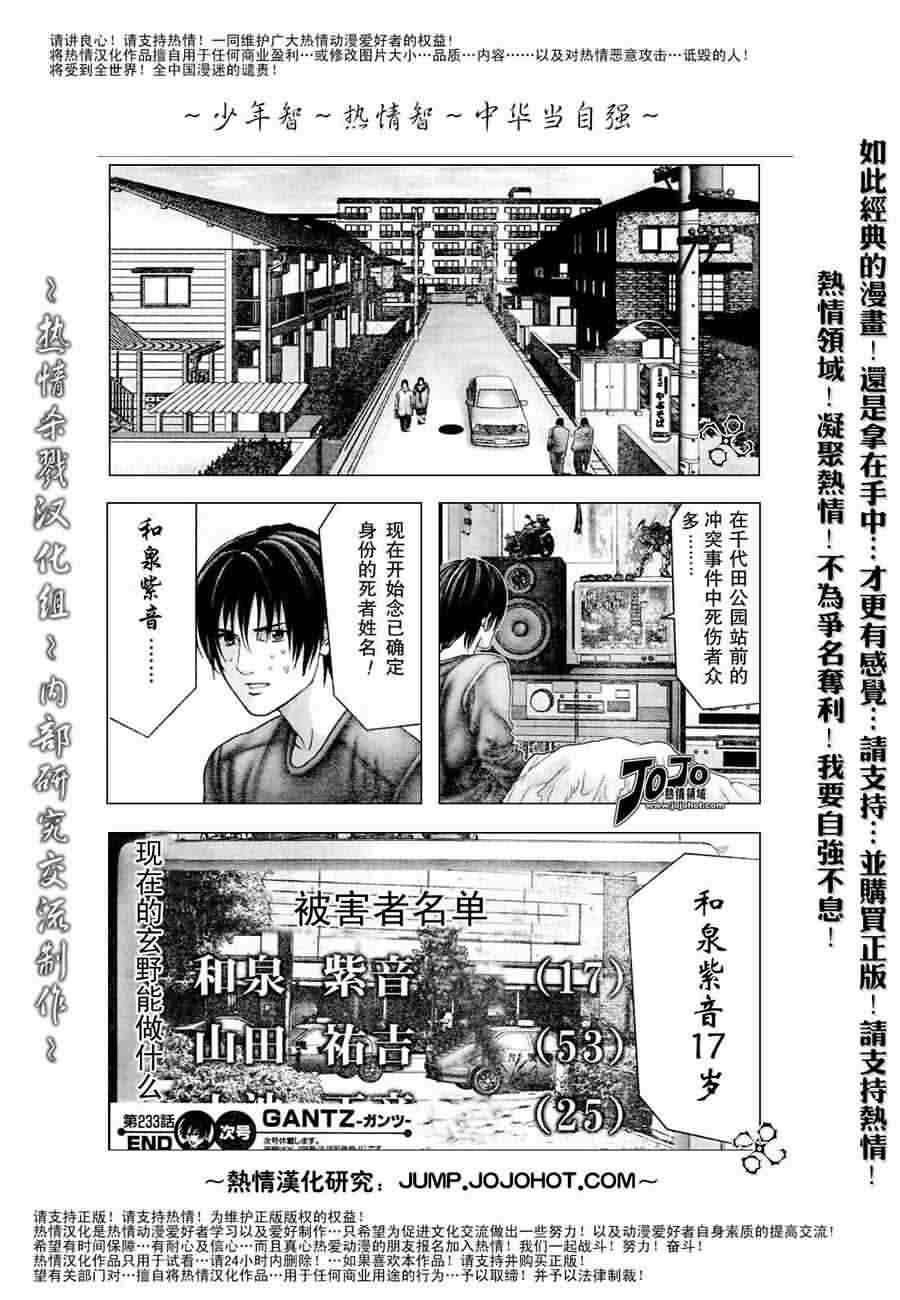 请讲良心！请支持热情！一同维护广大热情动漫爱好者的权益！
将热情汉化作品擅自用于任何商业盈利…或修改图片大小…品质…内容……以及对热情恶意攻击…诋毁的人！
将受到全世界！全中国漫迷的谴责！
～少年智～热情智～中华当自强～
如此經典的漫畫！還是拿在手中…才更有感覺…請支持…並購買正版！請支持熱情！
熱情領域！凝聚熱情！不為爭名奪利！我要自強不息！
～热情杀戮汉化组～内部研究交流制作～
在千代田公园站前的
冲突事件中死伤者众
多………
现在开始念已确定
身份的死者姓名！
和泉紫音………
JOJO
熱情領域
www.jojohot.com
和泉紫音17岁
被害者名单
和泉 紫音 (17)
山田 祐吉 (53)
(25)
现在的玄野能做什么
第233話
END
次号
GANTZ-ガンツ-
次号休載します。
～熱情漢化研究：JUMP.JOJOHOT.COM～
请支持正版！请支持热情！为维护正版版权的权益！
热情汉化是热情动漫爱好者学习以及爱好制作…只希望为促进文化交流做出一些努力！以及动漫爱好者自身素质的提高交流！
希望有时间保障…有耐心及信心…而且真心热爱动漫的朋友报名加入热情！我们一起战斗！努力！奋斗！
热情汉化作品只用于试看…请24小时内删除！…如果喜欢本作品！请支持并购买正版！
望有关部门对…擅自将热情汉化作品…用于任何商业用途的行为…予以取缔！并予以法律制裁！